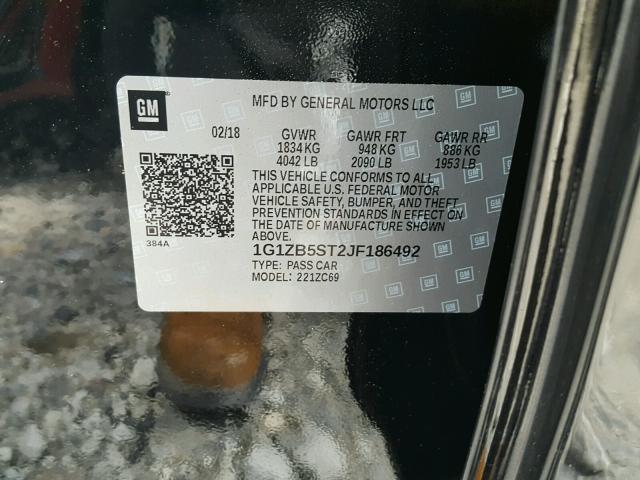 GM
MFD BY GENERAL MOTORS LLC
02/18 GVWR GAWR FRT GAWR RR
1834 KG 948 KG 886 KG
4042 LB 2090 LB 1953 LB
THIS VEHICLE CONFORMS TO ALL
APPLICABLE U.S. FEDERAL MOTOR
VEHICLE SAFETY, BUMPER, AND THEFT
PREVENTION STANDARDS IN EFFECT ON
THE DATE OF MANUFACTURE SHOWN
ABOVE.
384A
1G1ZB5ST2JF186492
TYPE: PASS CAR
MODEL: 221ZC69